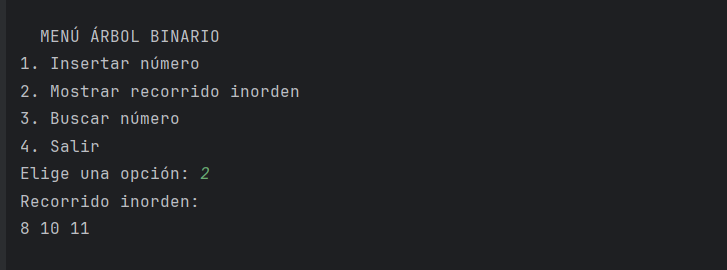 MENÚ ÁRBOL BINARIO
1. Insertar número
2. Mostrar recorrido inorden
3. Buscar número
4. Salir
Elige una opción: 2
Recorrido inorden:
8 10 11